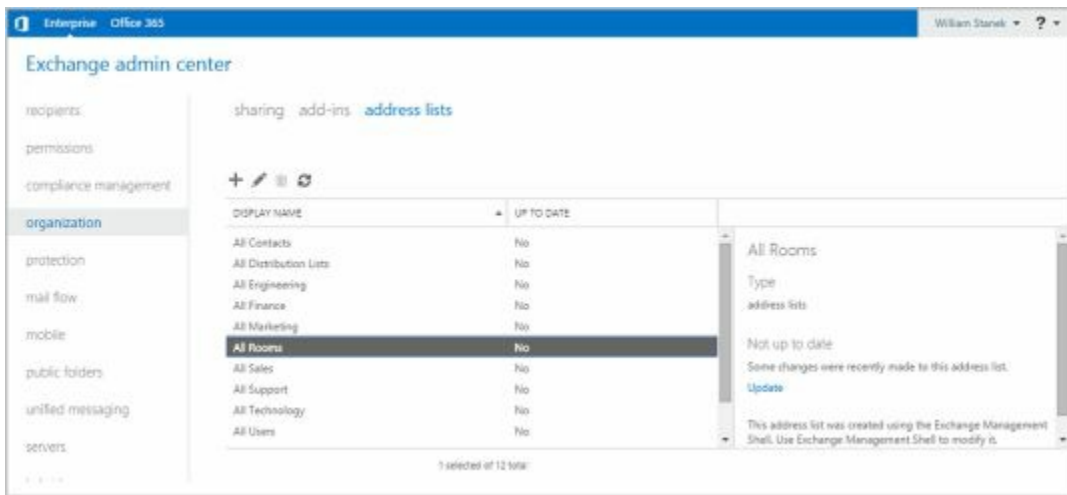 Enterprise Office 365
William Stanek ?
Exchange admin center
recipients
permissions
compliance management
organization
protection
mail flow
mobile
public folders
unified messaging
servers
sharing add-ins address lists
DISPLAY NAME UP TO DATE
All Contacts No
All Distribution Lists No
All Engineering No
All Finance No
All Marketing No
All Rooms No
All Sales No
All Support No
All Technology No
All Users No
1 selected of 12 total
All Rooms
Type
address lists
Not up to date
Some changes were recently made to this address list.
Update
This address list was created using the Exchange Management
Shell. Use Exchange Management Shell to modify it.